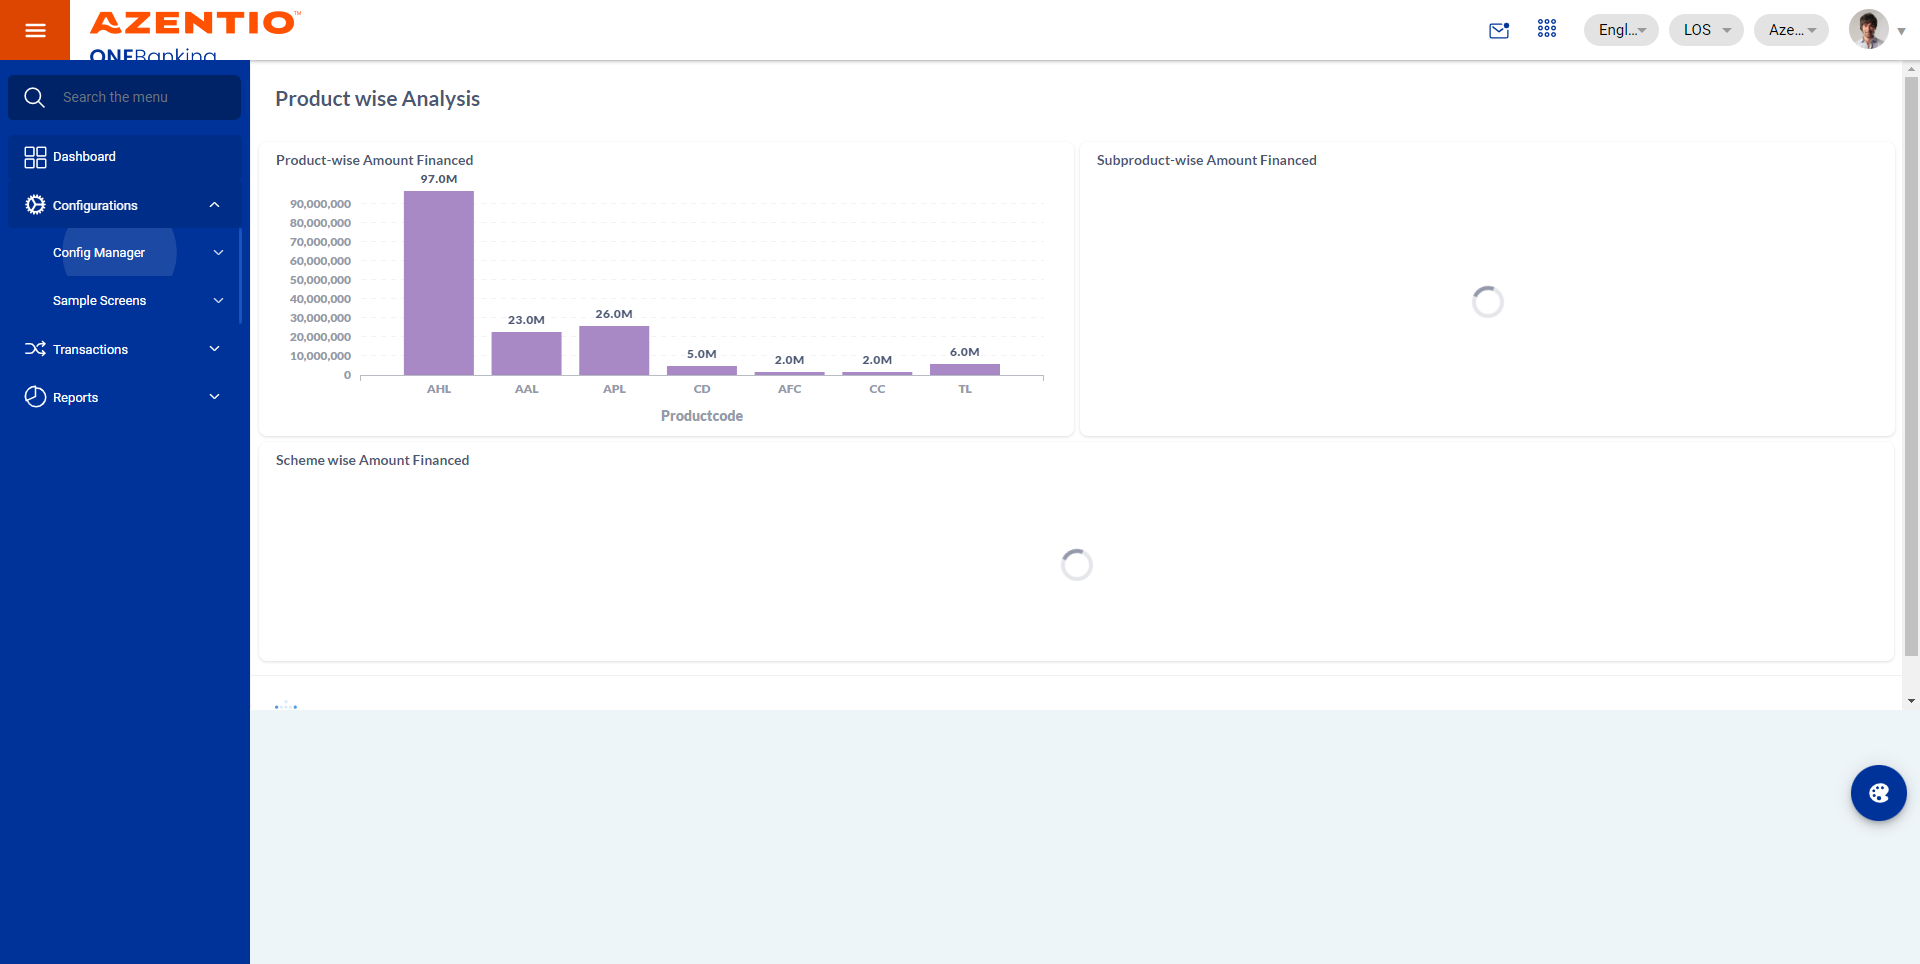 AZENTIO™
ONEBanking
Engl...
LOS
Aze...
Search the menu
Dashboard
Configurations
Config Manager
Sample Screens
Transactions
Reports
Product wise Analysis
Product-wise Amount Financed
97.0M
90,000,000
80,000,000
70,000,000
60,000,000
50,000,000
40,000,000
30,000,000
20,000,000
10,000,000
0
23.0M
26.0M
5.0M
2.0M
2.0M
6.0M
AHL
AAL
APL
CD
AFC
CC
TL
Productcode
Subproduct-wise Amount Financed
Scheme wise Amount Financed